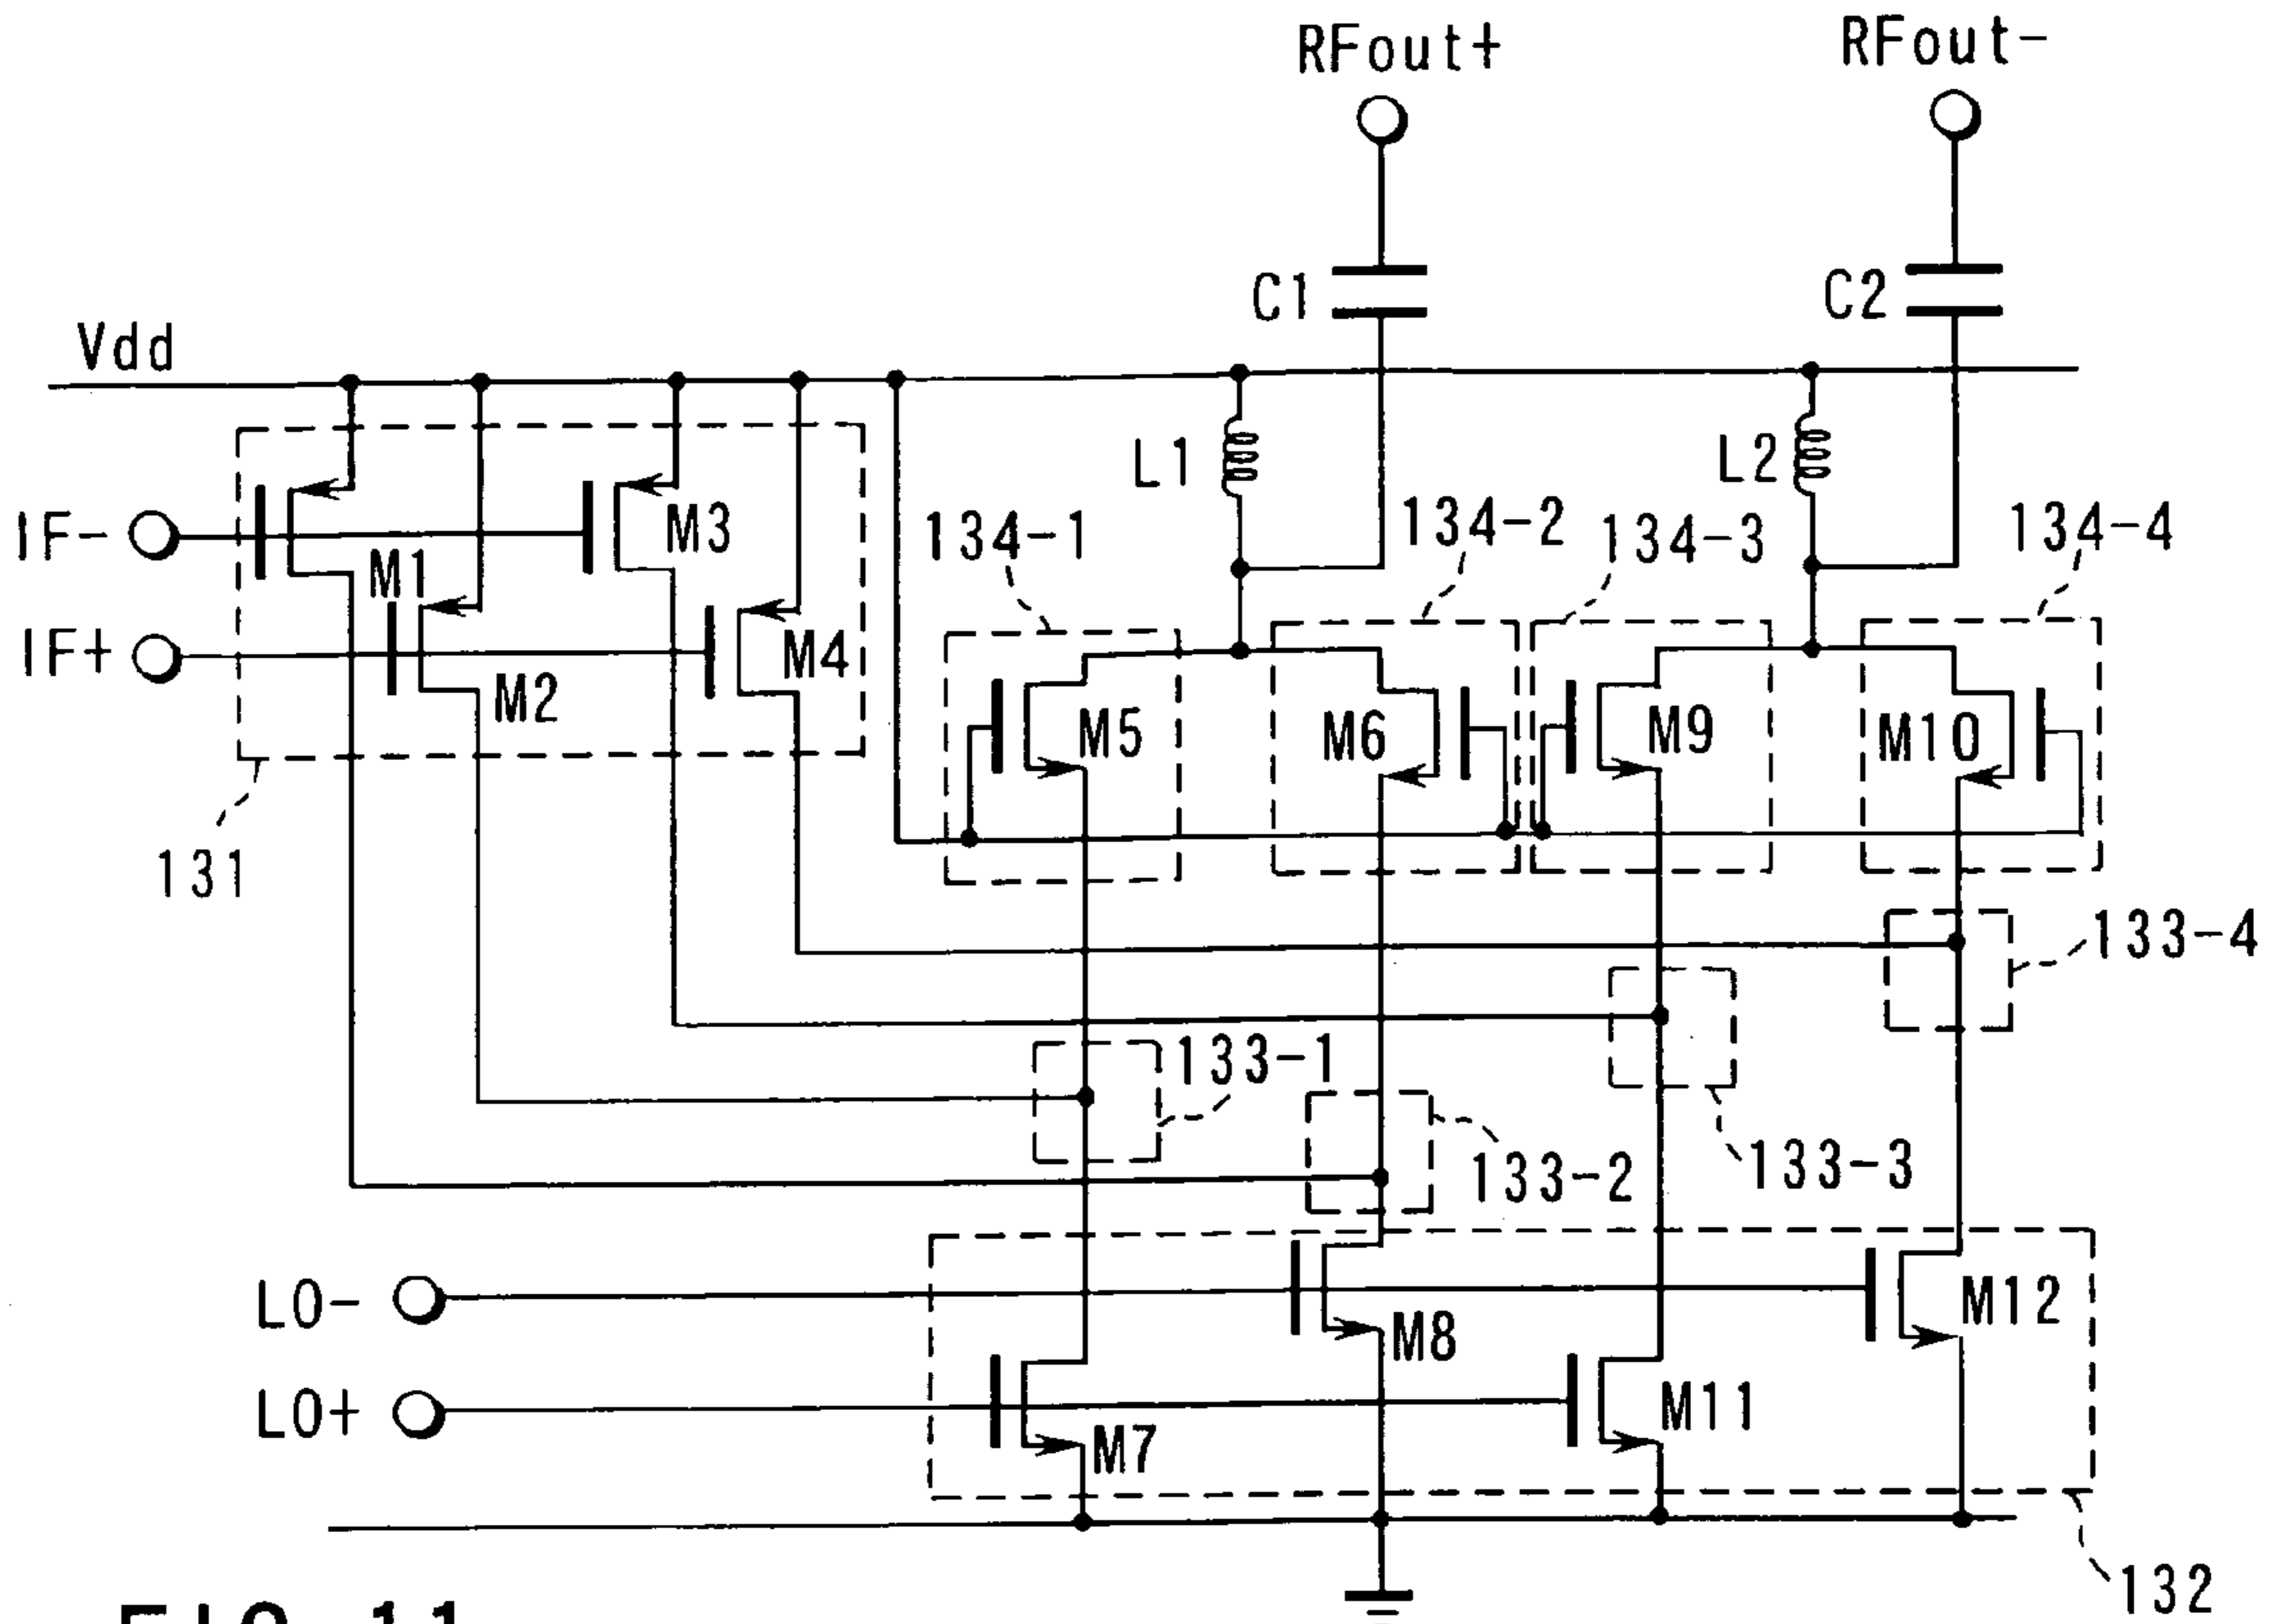 RFout+
RFout-
C1
C2
Vdd
L1
L2
IF-
M3
134-1
134-2
134-3
134-4
M1
IF+
M4
M2
M5
M6
M9
M10
131
133-4
133-1
133-3
133-2
LO-
M12
M8
LO+
M11
M7
132
FIG.11